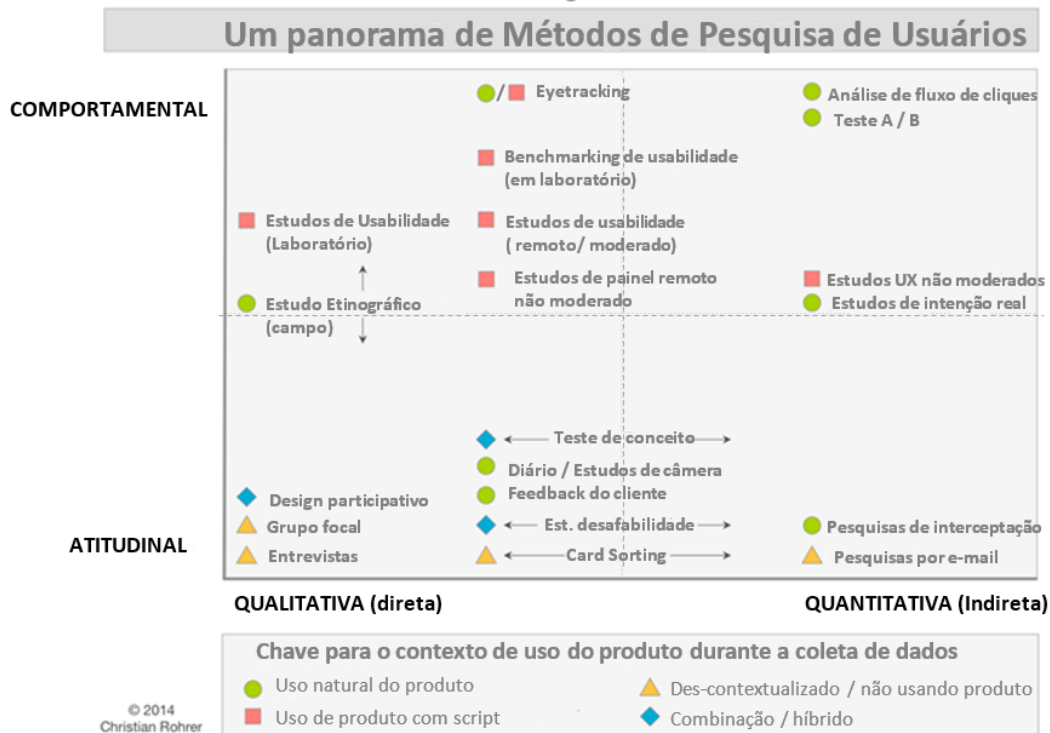 Um panorama de Métodos de Pesquisa de Usuários
COMPORTAMENTAL
/ Eyetracking
Análise de fluxo de cliques
Teste A / B
Benchmarking de usabilidade
(em laboratório)
Estudos de Usabilidade
(Laboratório)
Estudos de usabilidade
( remoto/ moderado)
Estudos de painel remoto
não moderado
Estudos UX não moderados
Estudos de intenção real
Estudo Etinográfico
(campo)
Teste de conceito
Diário / Estudos de câmera
Feedback do cliente
Design participativo
Grupo focal
Est. desafabilidade
Pesquisas de interceptação
ATITUDINAL
Entrevistas
Card Sorting
Pesquisas por e-mail
QUALITATIVA (direta)
QUANTITATIVA (Indireta)
Chave para o contexto de uso do produto durante a coleta de dados
Uso natural do produto
Des-contextualizado / não usando produto
Uso de produto com script
Combinação / híbrido
© 2014
Christian Rohrer